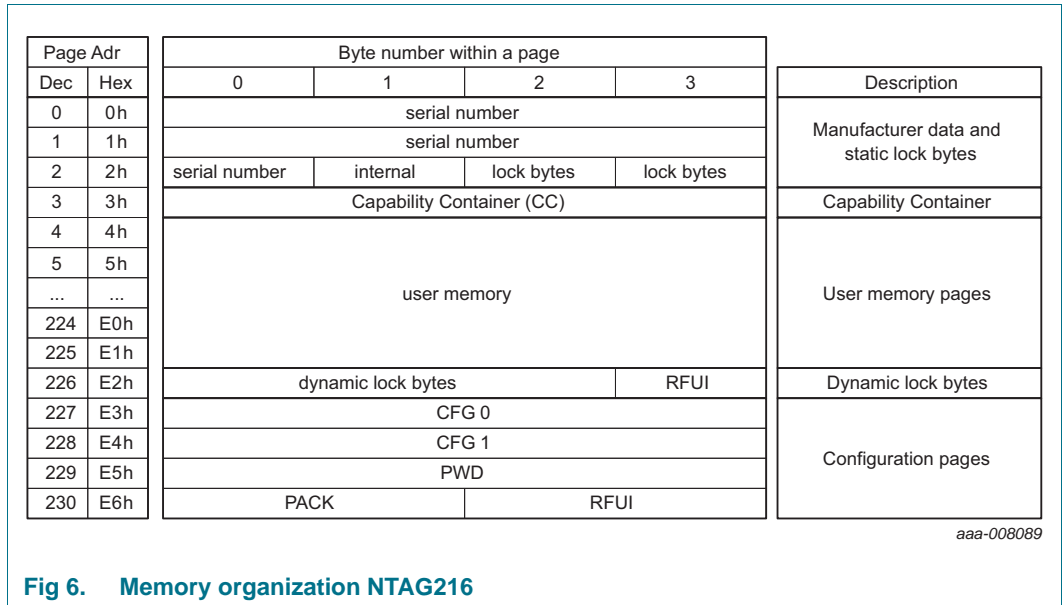 Page Adr Byte number within a page
Dec Hex 0 1 2 3 Description
0 0h serial number
Manufacturer data and
1 1h serial number
static lock bytes
2 2h serial number internal lock bytes lock bytes
3 3h Capability Container (CC) Capability Container
4 4h
5 5h
... ... user memory User memory pages
224 E0h
225 E1h
226 E2h dynamic lock bytes RFUI Dynamic lock bytes
227 E3h CFG 0
228 E4h CFG 1
Configuration pages
229 E5h PWD
230 E6h PACK RFUI
aaa-008089
Fig 6. Memory organization NTAG216